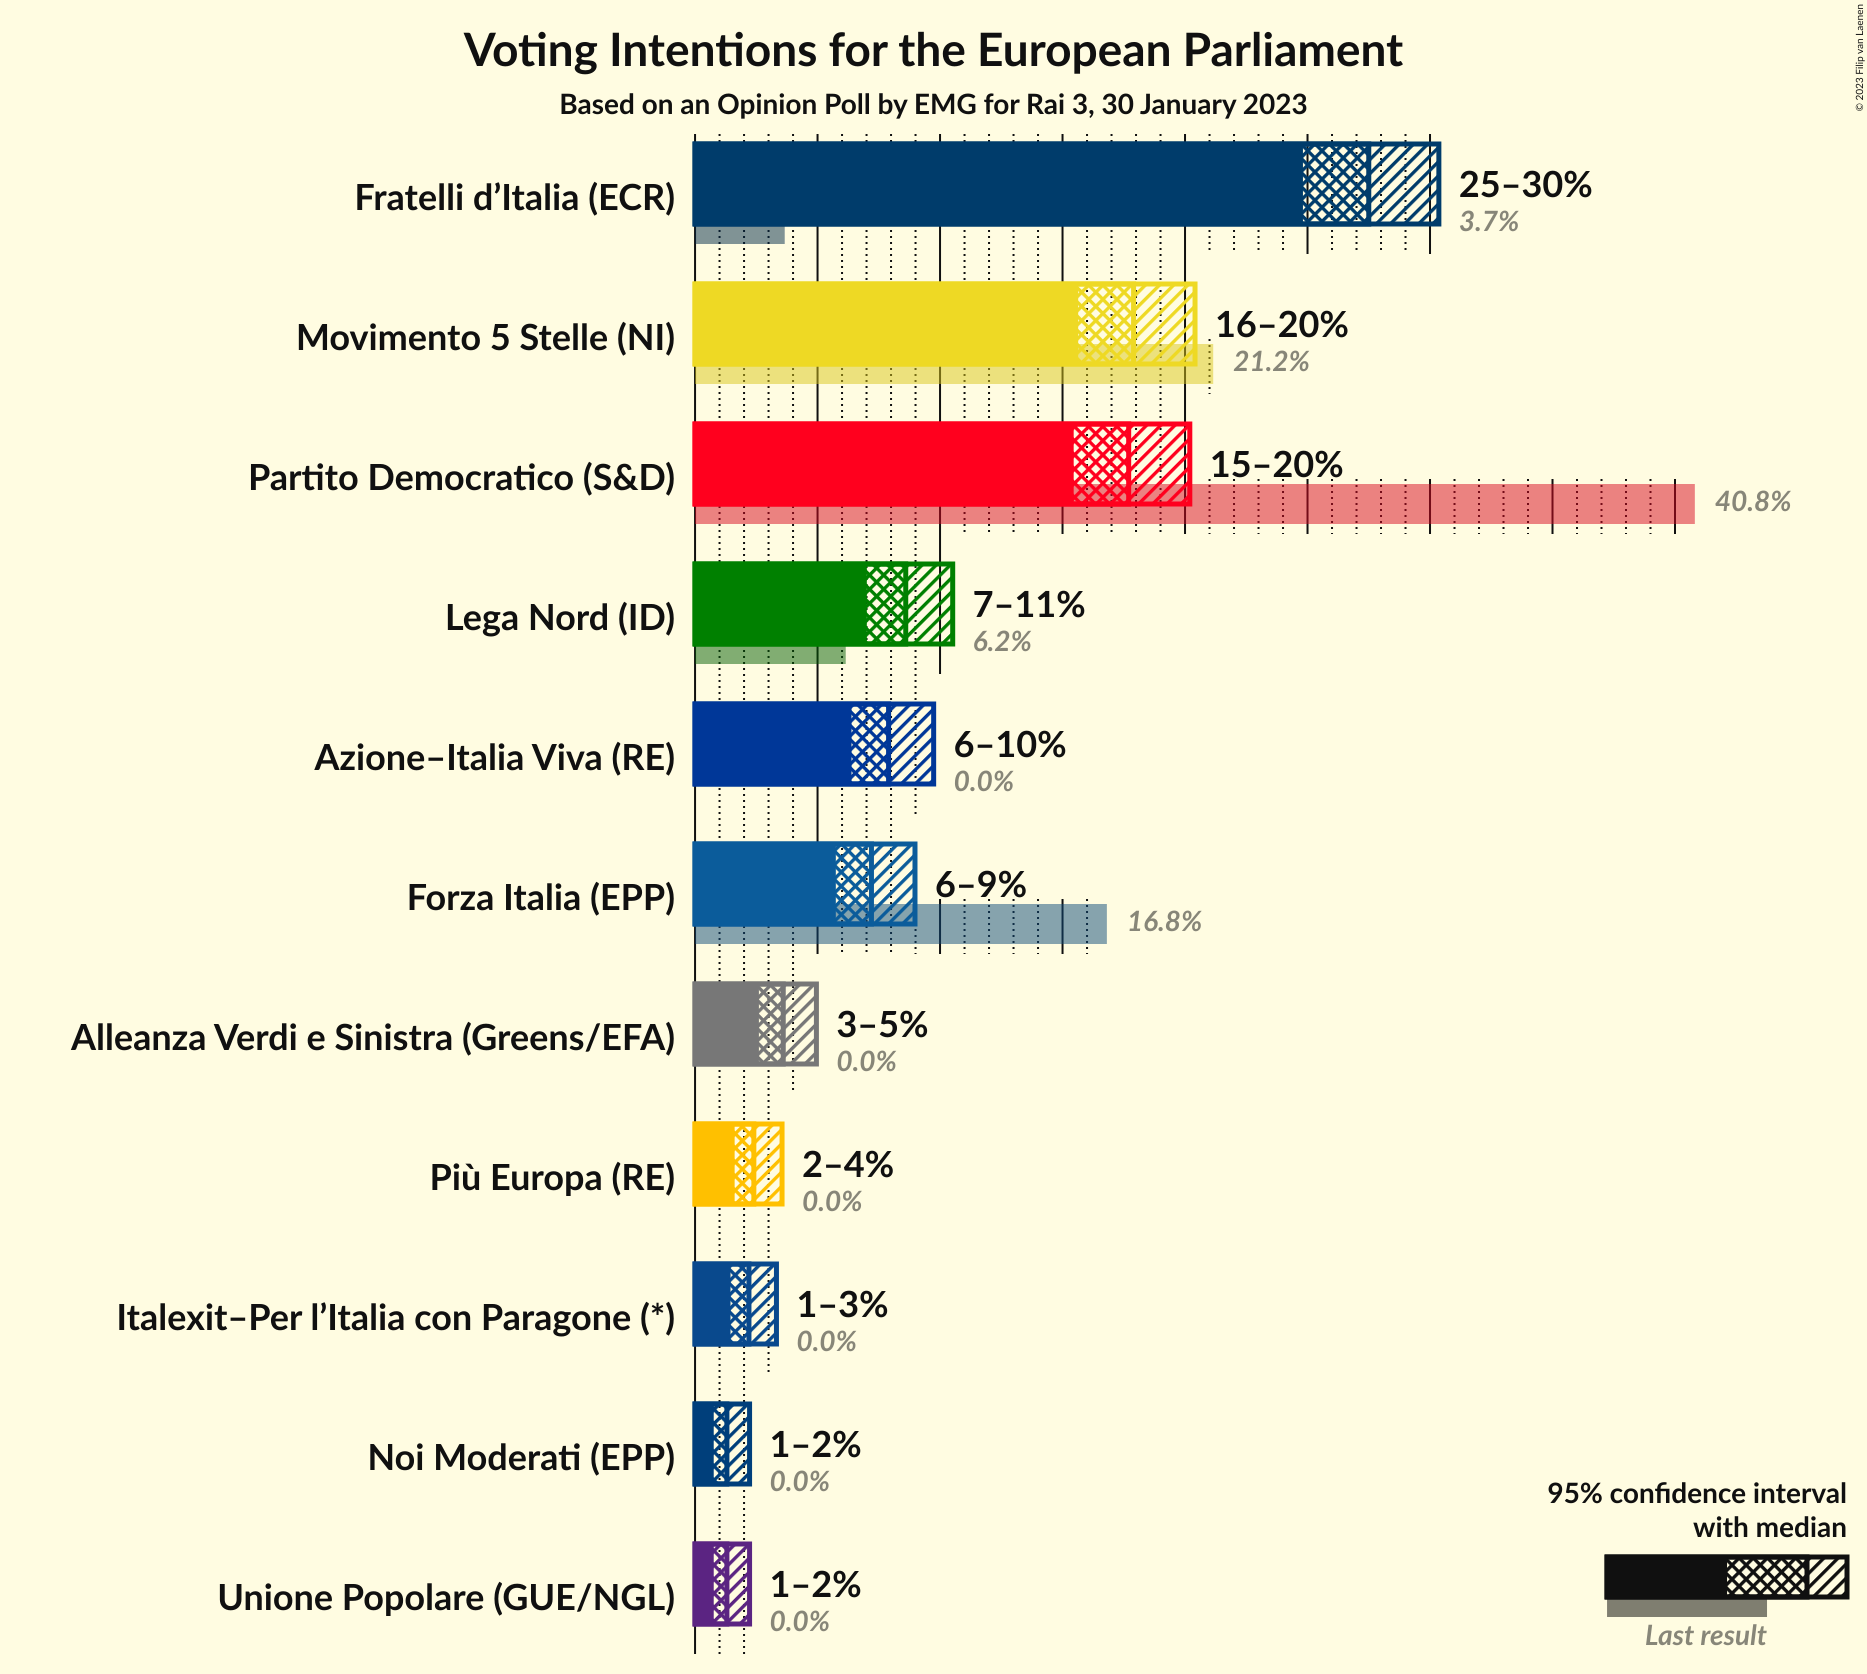 Voting Intentions for the European Parliament
Based on an Opinion Poll by EMG for Rai 3, 30 January 2023
© 2023 Filip van Laenen
Fratelli d’Italia (ECR)
25–30%
3.7%
Movimento 5 Stelle (NI)
16–20%
21.2%
Partito Democratico (S&D)
15–20%
40.8%
Lega Nord (ID)
7–11%
6.2%
Azione–Italia Viva (RE)
6–10%
0.0%
Forza Italia (EPP)
6–9%
16.8%
Alleanza Verdi e Sinistra (Greens/EFA)
3–5%
0.0%
Più Europa (RE)
2–4%
0.0%
Italexit–Per l’Italia con Paragone (*)
1–3%
0.0%
Noi Moderati (EPP)
1–2%
0.0%
Unione Popolare (GUE/NGL)
1–2%
0.0%
95% confidence interval
with median
Last result